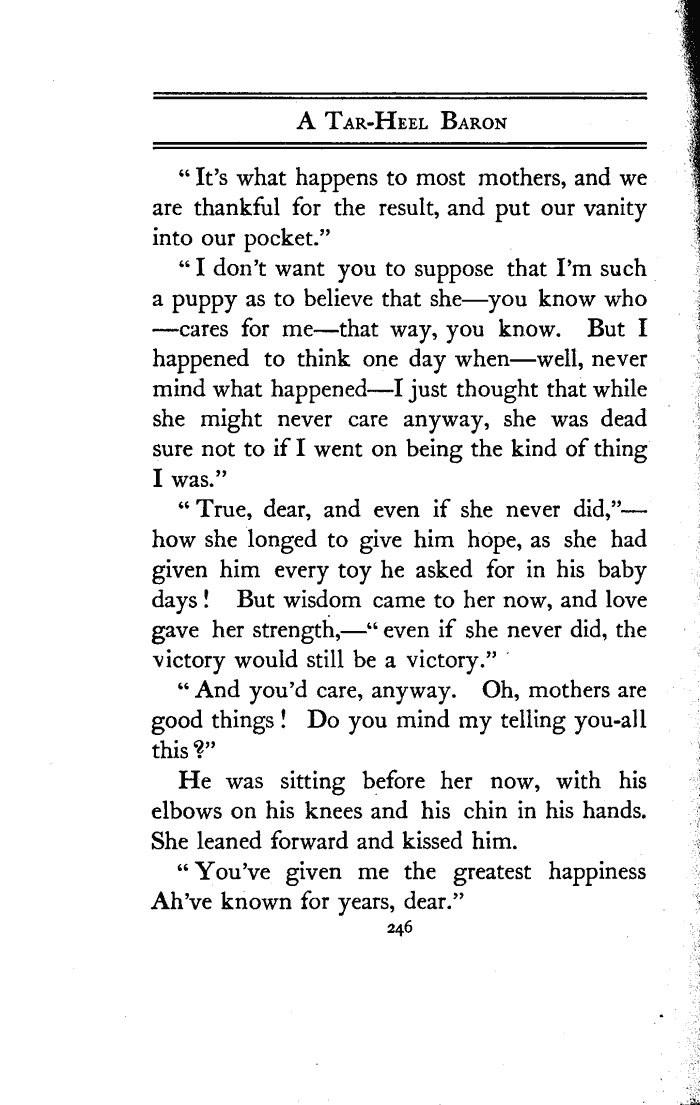 A Tar-Heel Baron
“ It’s what happens to most mothers, and we
are thankful for the result, and put our vanity
into our pocket.”
“ I don’t want you to suppose that I’m such
a puppy as to believe that she—you know who
—cares for me—that way, you know. But I
happened to think one day when—well, never
mind what happened—I just thought that while
she might never care anyway, she was dead
sure not to if I went on being the kind of thing
I was.”
“ True, dear, and even if she never did,”—
how she longed to give him hope, as she had
given him every toy he asked for in his baby
days ! But wisdom came to her now, and love
gave her strength,—“ even if she never did, the
victory would still be a victory.”
“ And you’d care, anyway. Oh, mothers are
good things ! Do you mind my telling you-all
this ?”
He was sitting before her now, with his
elbows on his knees and his chin in his hands.
She leaned forward and kissed him.
“ You’ve given me the greatest happiness
Ah’ve known for years, dear.”
246